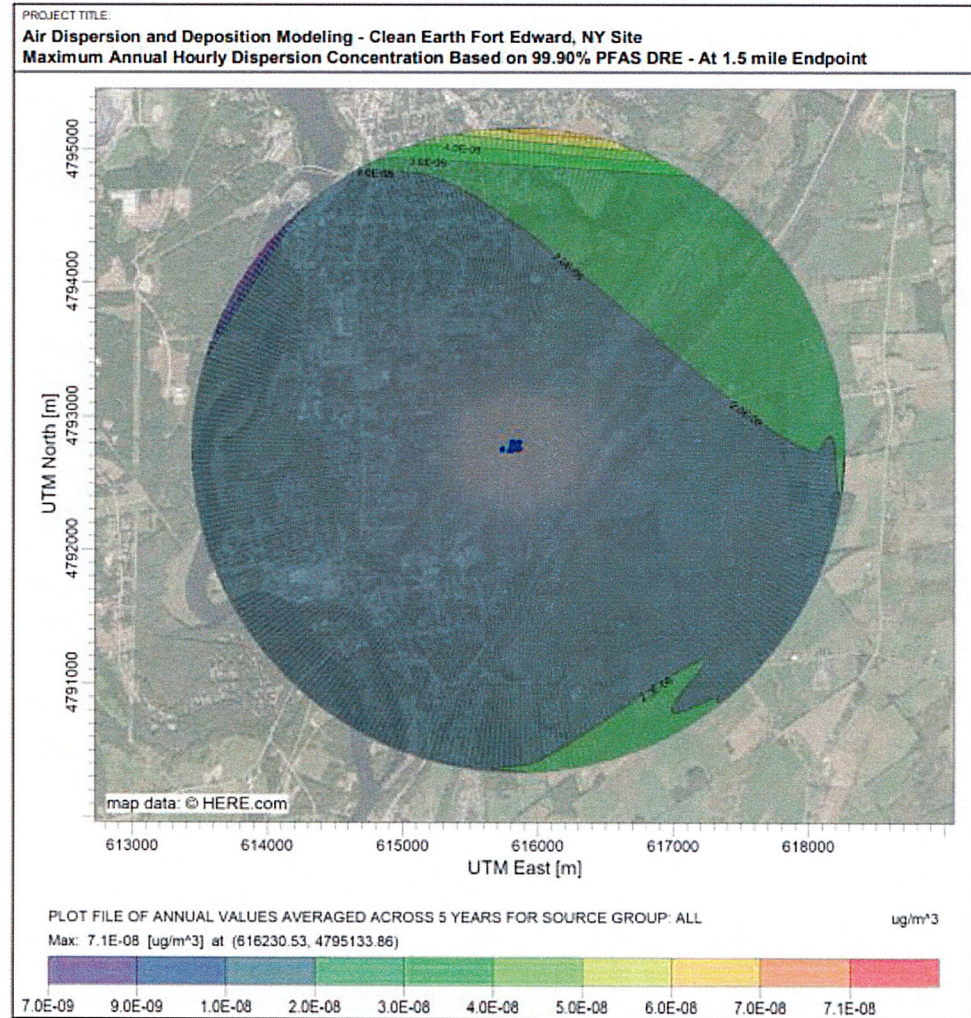 PROJECT TITLE:
Air Dispersion and Deposition Modeling - Clean Earth Fort Edward, NY Site
Maximum Annual Hourly Dispersion Concentration Based on 99.90% PFAS DRE - At 1.5 mile Endpoint
UTM North [m]
4795000
4794000
4793000
4792000
4791000
map data: © HERE.com
613000 614000 615000 616000 617000 618000
UTM East [m]
PLOT FILE OF ANNUAL VALUES AVERAGED ACROSS 5 YEARS FOR SOURCE GROUP: ALL ug/m^3
Max: 7.1E-08 [ug/m^3] at (616230.53, 4795133.86)
7.0E-09 9.0E-09 1.0E-08 2.0E-08 3.0E-08 4.0E-08 5.0E-08 6.0E-08 7.0E-08 7.1E-08